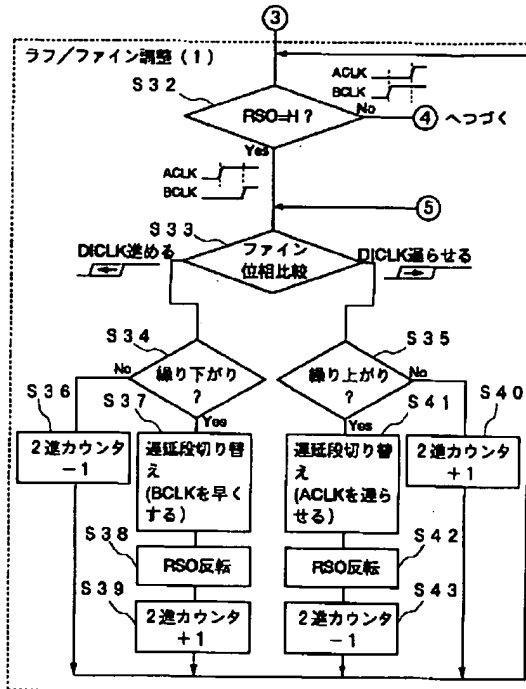 ③
ラフ/ファイン調整(1)
S32
ACLK
BCLK
RSO=H?
No
④ へつづく
Yes
ACLK
BCLK
⑤
S33
DICLK進める
ファイン
位相比較
DICLK遅らせる
S34
S35
繰り下がり
?
繰り上がり
?
No
Yes
No
Yes
S36
S37
S41
S40
2進カウンタ
-1
遅延段切り替
え
(BCLKを早く
する)
遅延段切り替
え
(ACLKを遅ら
せる)
2進カウンタ
+1
S38
S42
RSO反転
RSO反転
S39
S43
2進カウンタ
+1
2進カウンタ
-1